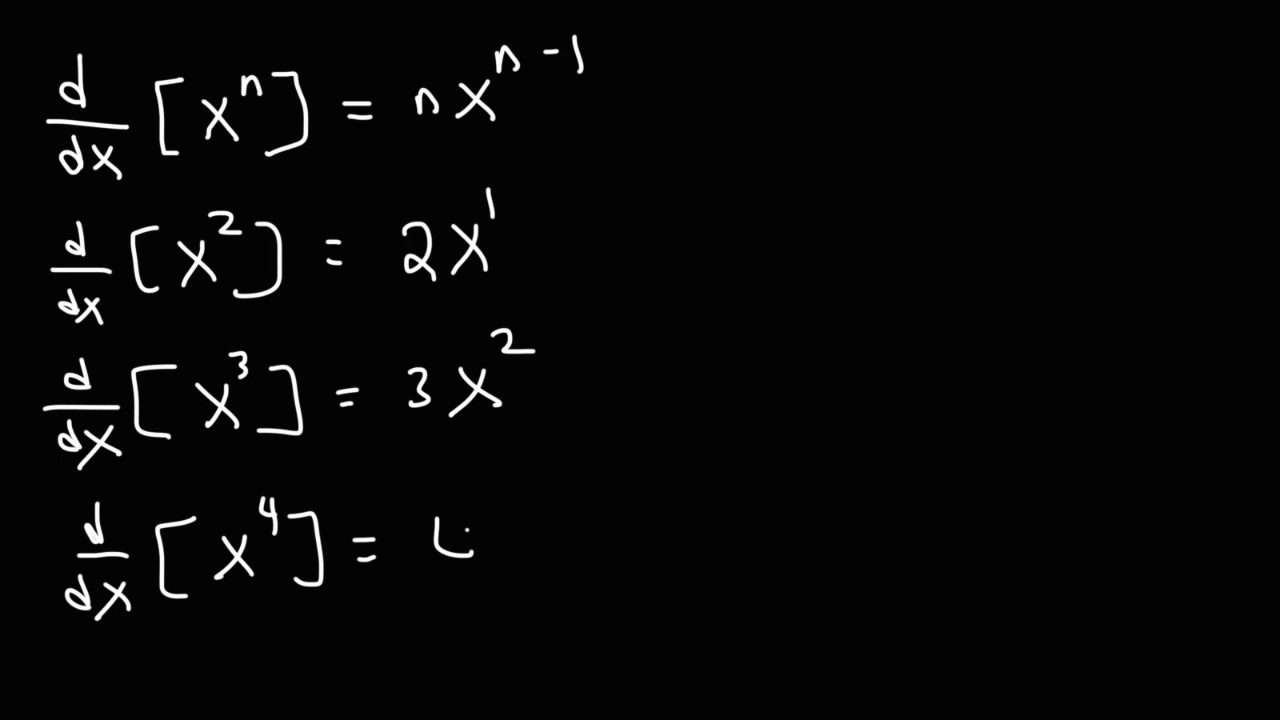 d/dx [x^n] = nx^(n-1)
d/dx [x^2] = 2x^1
d/dx [x^3] = 3x^2
d/dx [x^4] =